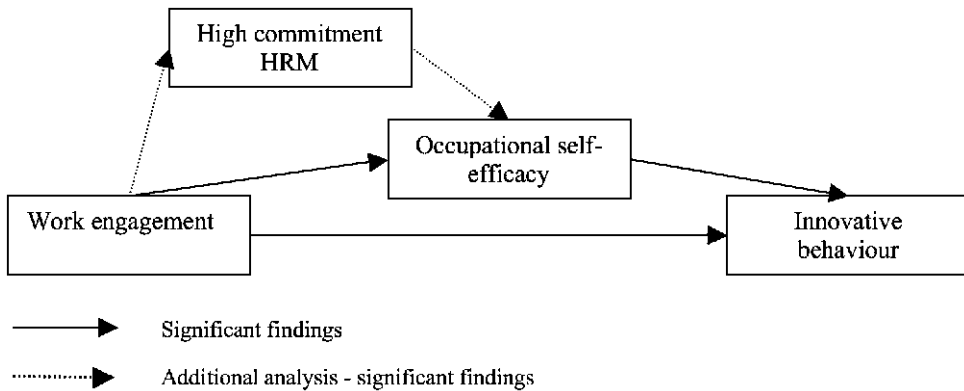 High commitment
HRM
Occupational self-
efficacy
Work engagement
Innovative
behaviour
Significant findings
Additional analysis - significant findings